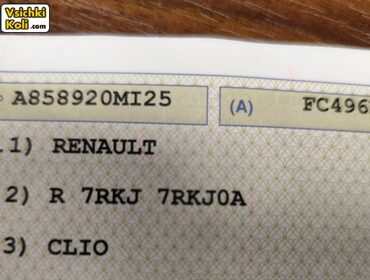 Vsichki
Koli.com
A858920MI25
(A) FC496
.1) RENAULT
2) R 7RKJ 7RKJ0A
3) CLIO